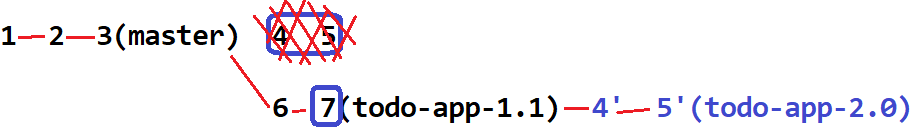 1 2 3(master) 4 5
6 7(todo-app-1.1) 4' 5'(todo-app-2.0)